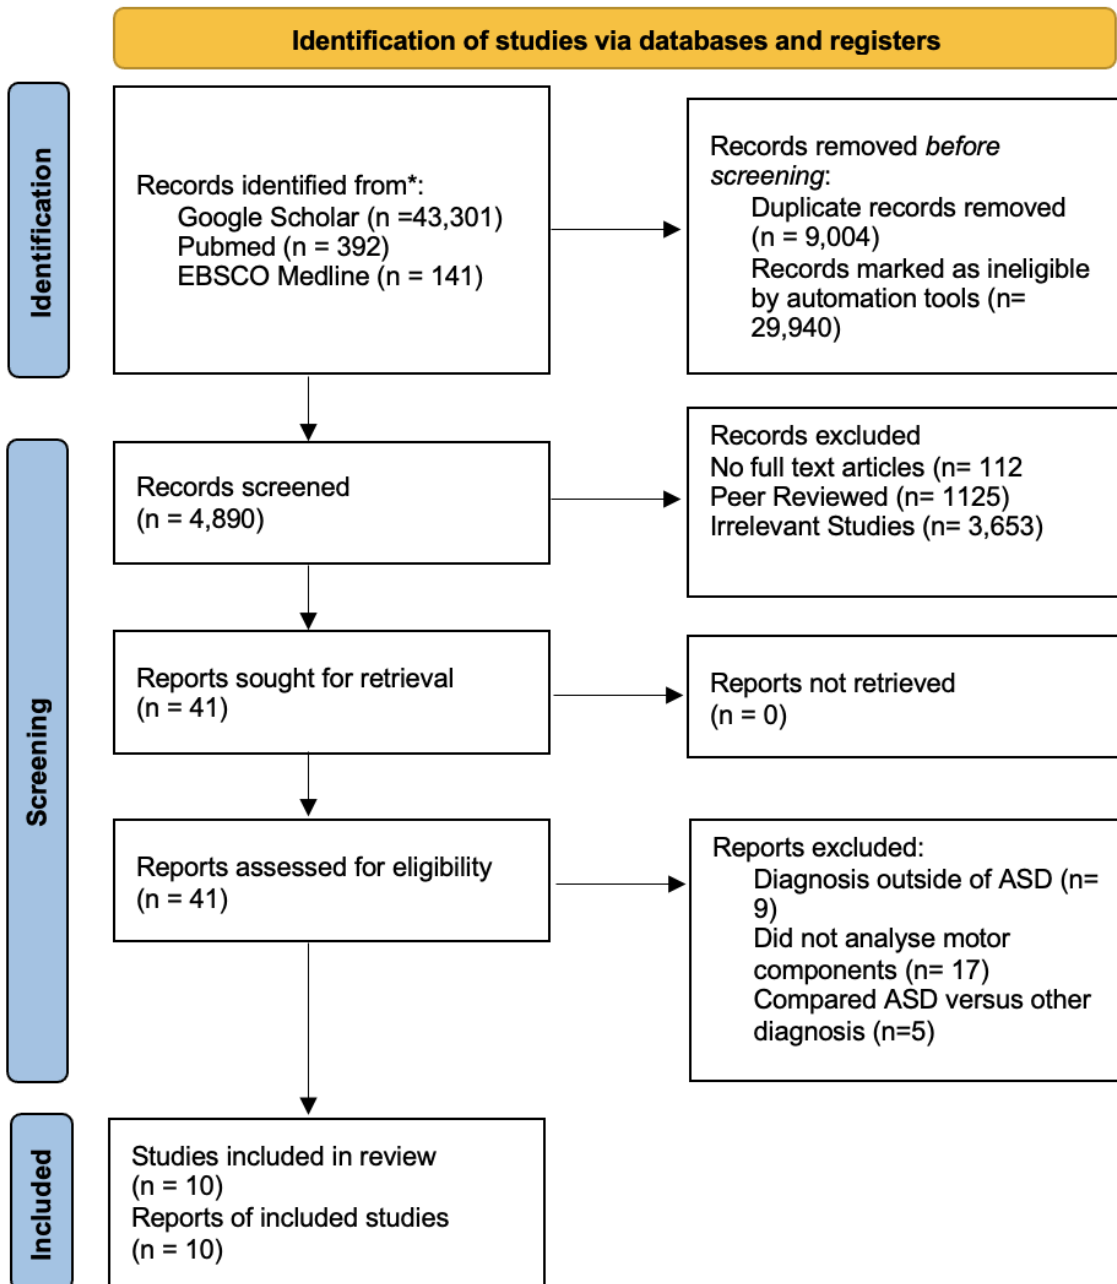 Identification of studies via databases and registers
Identification
Records identified from*:
Google Scholar (n =43,301)
Pubmed (n = 392)
EBSCO Medline (n = 141)
Records removed before
screening:
Duplicate records removed
(n = 9,004)
Records marked as ineligible
by automation tools (n=
29,940)
Screening
Records screened
(n = 4,890)
Records excluded
No full text articles (n= 112
Peer Reviewed (n= 1125)
Irrelevant Studies (n= 3,653)
Reports sought for retrieval
(n = 41)
Reports not retrieved
(n = 0)
Reports assessed for eligibility
(n = 41)
Reports excluded:
Diagnosis outside of ASD (n=
9)
Did not analyse motor
components (n= 17)
Compared ASD versus other
diagnosis (n=5)
Included
Studies included in review
(n = 10)
Reports of included studies
(n = 10)